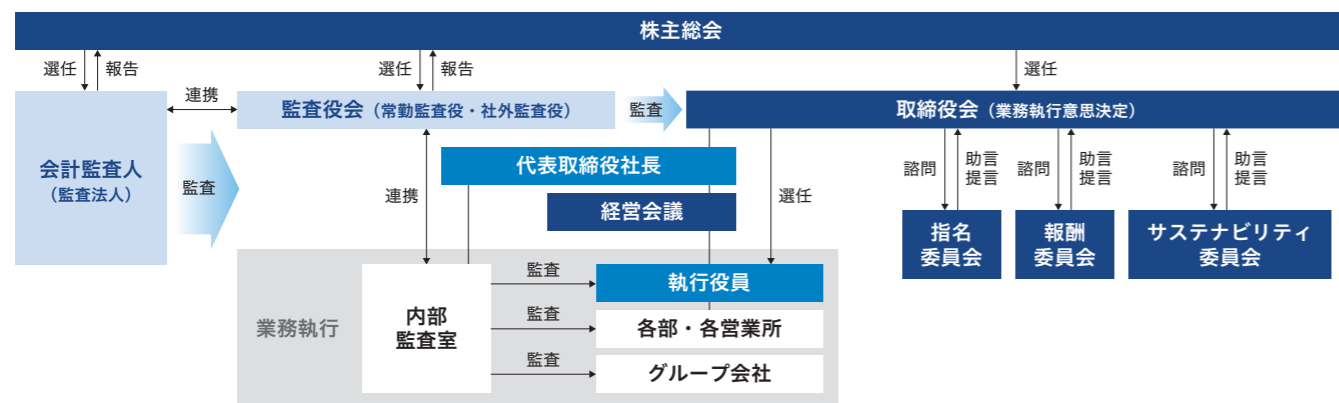 株主総会
選任
報告
選任
報告
選任
連携
監査役会（常勤監査役・社外監査役）
監査
取締役会（業務執行意思決定）
会計監査人
（監査法人）
監査
連携
代表取締役社長
経営会議
選任
諮問
助言
提言
諮問
助言
提言
諮問
助言
提言
指名
委員会
報酬
委員会
サステナビリティ
委員会
業務執行
内部
監査室
監査
執行役員
監査
各部・各営業所
監査
グループ会社